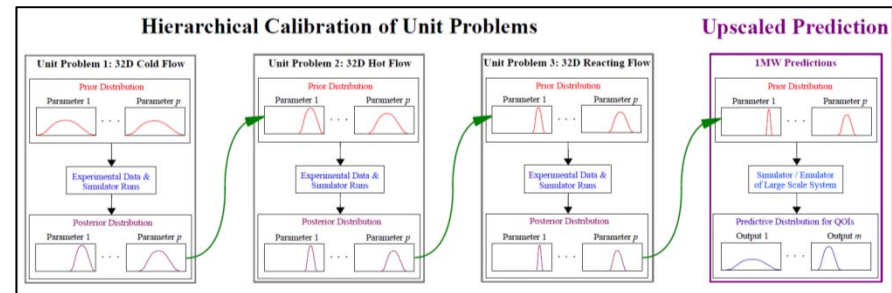 Hierarchical Calibration of Unit Problems
Upscaled Prediction
Unit Problem 1: 32D Cold Flow
Prior Distribution
Parameter 1
. . .
Parameter p
Experimental Data &
Simulator Runs
Posterior Distribution
Parameter 1
. . .
Parameter p
Unit Problem 2: 32D Hot Flow
Prior Distribution
Parameter 1
. . .
Parameter p
Experimental Data &
Simulator Runs
Posterior Distribution
Parameter 1
. . .
Parameter p
Unit Problem 3: 32D Reacting Flow
Prior Distribution
Parameter 1
. . .
Parameter p
Experimental Data &
Simulator Runs
Posterior Distribution
Parameter 1
. . .
Parameter p
1MW Predictions
Prior Distribution
Parameter 1
. . .
Parameter p
Simulator / Emulator
of Large Scale System
Predictive Distribution for QOIs
Output 1
. . .
Output m